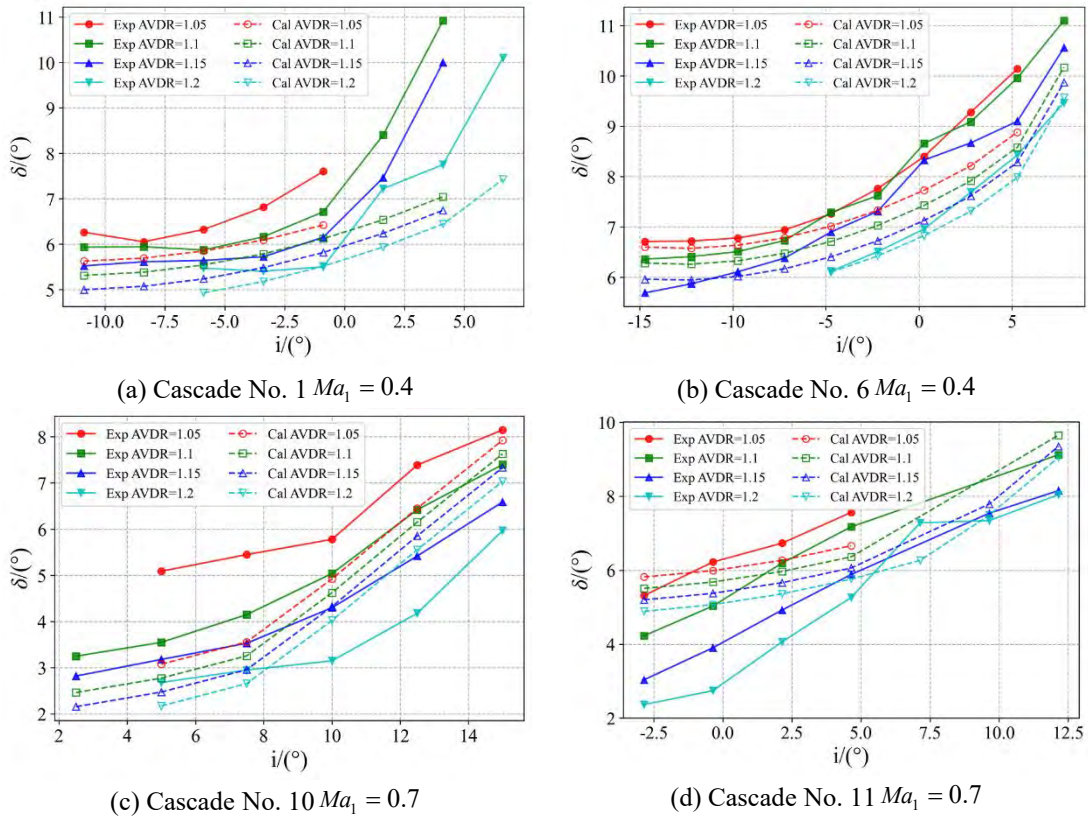 Exp AVDR=1.05 Cal AVDR=1.05
Exp AVDR=1.1 Cal AVDR=1.1
Exp AVDR=1.15 Cal AVDR=1.15
Exp AVDR=1.2 Cal AVDR=1.2
δ/(°)
11
10
9
8
7
6
5
-10.0 -7.5 -5.0 -2.5 0.0 2.5 5.0
i/(°)
(a) Cascade No. 1 Ma₁ = 0.4
Exp AVDR=1.05 Cal AVDR=1.05
Exp AVDR=1.1 Cal AVDR=1.1
Exp AVDR=1.15 Cal AVDR=1.15
Exp AVDR=1.2 Cal AVDR=1.2
δ/(°)
11
10
9
8
7
6
-15 -10 -5 0 5
i/(°)
(b) Cascade No. 6 Ma₁ = 0.4
Exp AVDR=1.05 Cal AVDR=1.05
Exp AVDR=1.1 Cal AVDR=1.1
Exp AVDR=1.15 Cal AVDR=1.15
Exp AVDR=1.2 Cal AVDR=1.2
δ/(°)
8
7
6
5
4
3
2
2 4 6 8 10 12 14
i/(°)
(c) Cascade No. 10 Ma₁ = 0.7
Exp AVDR=1.05 Cal AVDR=1.05
Exp AVDR=1.1 Cal AVDR=1.1
Exp AVDR=1.15 Cal AVDR=1.15
Exp AVDR=1.2 Cal AVDR=1.2
δ/(°)
10
8
6
4
2
-2.5 0.0 2.5 5.0 7.5 10.0 12.5
i/(°)
(d) Cascade No. 11 Ma₁ = 0.7